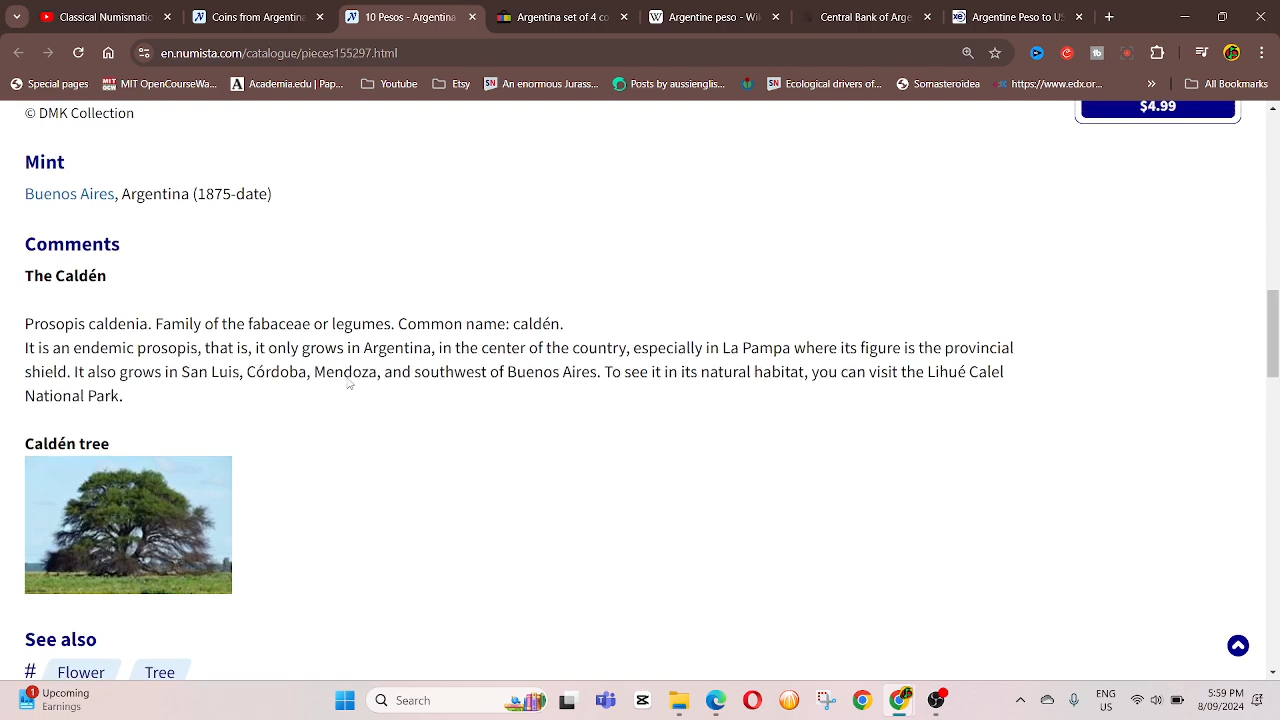 Coins from Argentina
10 Pesos - Argentina
Argentina set of 4 co
Argentine peso
Central Bank of Arge
Argentine Peso to US
en.numista.com/catalogue/pieces155297.html
Special pages
MIT OpenCourseWa...
Academia.edu | Pap...
Youtube
Etsy
An enormous Jurass...
Posts by aussienglis...
Ecological drivers of...
Somasteroidea
https://www.edx.or...
»
All Bookmarks
© DMK Collection
$4.99
Mint
Buenos Aires, Argentina (1875-date)
Comments
The Caldén
Prosopis caldenia. Family of the fabaceae or legumes. Common name: caldén.
It is an endemic prosopis, that is, it only grows in Argentina, in the center of the country, especially in La Pampa where its figure is the provincial
shield. It also grows in San Luis, Córdoba, Mendoza, and southwest of Buenos Aires. To see it in its natural habitat, you can visit the Lihué Calel
National Park.
Caldén tree
See also
# Flower Tree
1
Upcoming
Earnings
Search
ENG
US
5:59 PM
8/09/2024